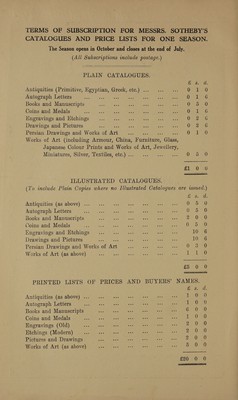 TERMS OF SUBSCRIPTION FOR MESSRS. SOTHEBY'S
CATALOGUES AND PRICE LISTS FOR ONE SEASON.
The Season opens in October and closes at the end of July.
(All Subscriptions include postage.)
PLAIN CATALOGUES.
£ s. d.
Antiquities (Primitive, Egyptian, Greek, etc.) ... ... ... 0 1 0
Autograph Letters ... ... ... 0 2 6
Books and Manuscripts ... ... ... 0 5 0
Coins and Medals ... ... ... 0 1 6
Engravings and Etchings ... ... ... 0 2 6
Drawings and Pictures ... ... ... 0 2 6
Persian Drawings and Works of Art ... ... ... 0 1 0
Works of Art (including Armour, China, Furniture, Glass,
Japanese Colour Prints and Works of Art, Jewellery,
Miniatures, Silver, Textiles, etc.) ... ... ... 0 5 0
£1 0 0
ILLUSTRATED CATALOGUES.
(To include Plain Copies where no Illustrated Catalogues are issued.)
£ s. d.
Antiquities (as above) ... ... ... 0 5 0
Autograph Letters ... ... ... 0 5 0
Books and Manuscripts ... ... ... 2 0 0
Coins and Medals ... ... ... 0 5 0
Engravings and Etchings ... ... ... 10 6
Drawings and Pictures ... ... ... 10 6
Persian Drawings and Works of Art ... ... ... 0 5 0
Works of Art (as above) ... ... ... 1 1 0
£5 0 0
PRINTED LISTS OF PRICES AND BUYERS' NAMES.
£ s. d.
Antiquities (as above) ... ... ... 1 0 0
Autograph Letters ... ... ... 1 0 0
Books and Manuscripts ... ... ... 6 0 0
Coins and Medals ... ... ... 1 0 0
Engravings (Old) ... ... ... 2 0 0
Etchings (Modern) ... ... ... 2 0 0
Pictures and Drawings ... ... ... 2 0 0
Works of Art (as above) ... ... ... 5 0 0
£20 0 0